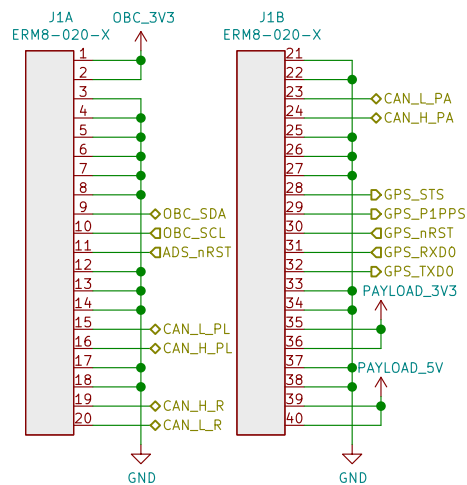 J1A
ERM8-020-X
OBC_3V3
1
2
3
4
5
6
7
8
9 OBC_SDA
10 OBC_SCL
11 ADS_nRST
12
13
14
15 CAN_L_PL
16 CAN_H_PL
17
18
19 CAN_H_R
20 CAN_L_R
GND
J1B
ERM8-020-X
21
22
23 CAN_L_PA
24 CAN_H_PA
25
26
27
28 GPS_STS
29 GPS_P1PPS
30 GPS_nRST
31 GPS_RXD0
32 GPS_TXD0
33
PAYLOAD_3V3
34
35
36
37
PAYLOAD_5V
38
39
40
GND